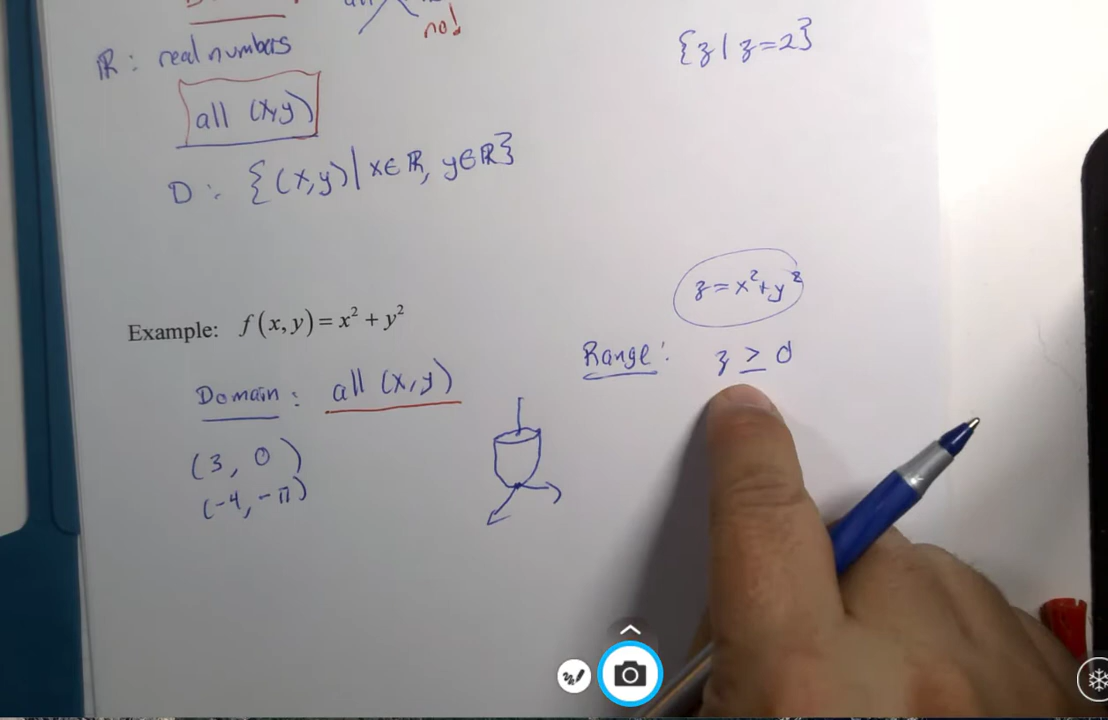 no!
ℝ : real numbers
{z | z=2}
all (x,y)
D : {(x,y) | x∈ℝ, y∈ℝ}
z = x²+y²
Example: f(x, y) = x² + y²
Range: z ≥ 0
Domain : all (x,y)
(3, 0)
(-4, -π)